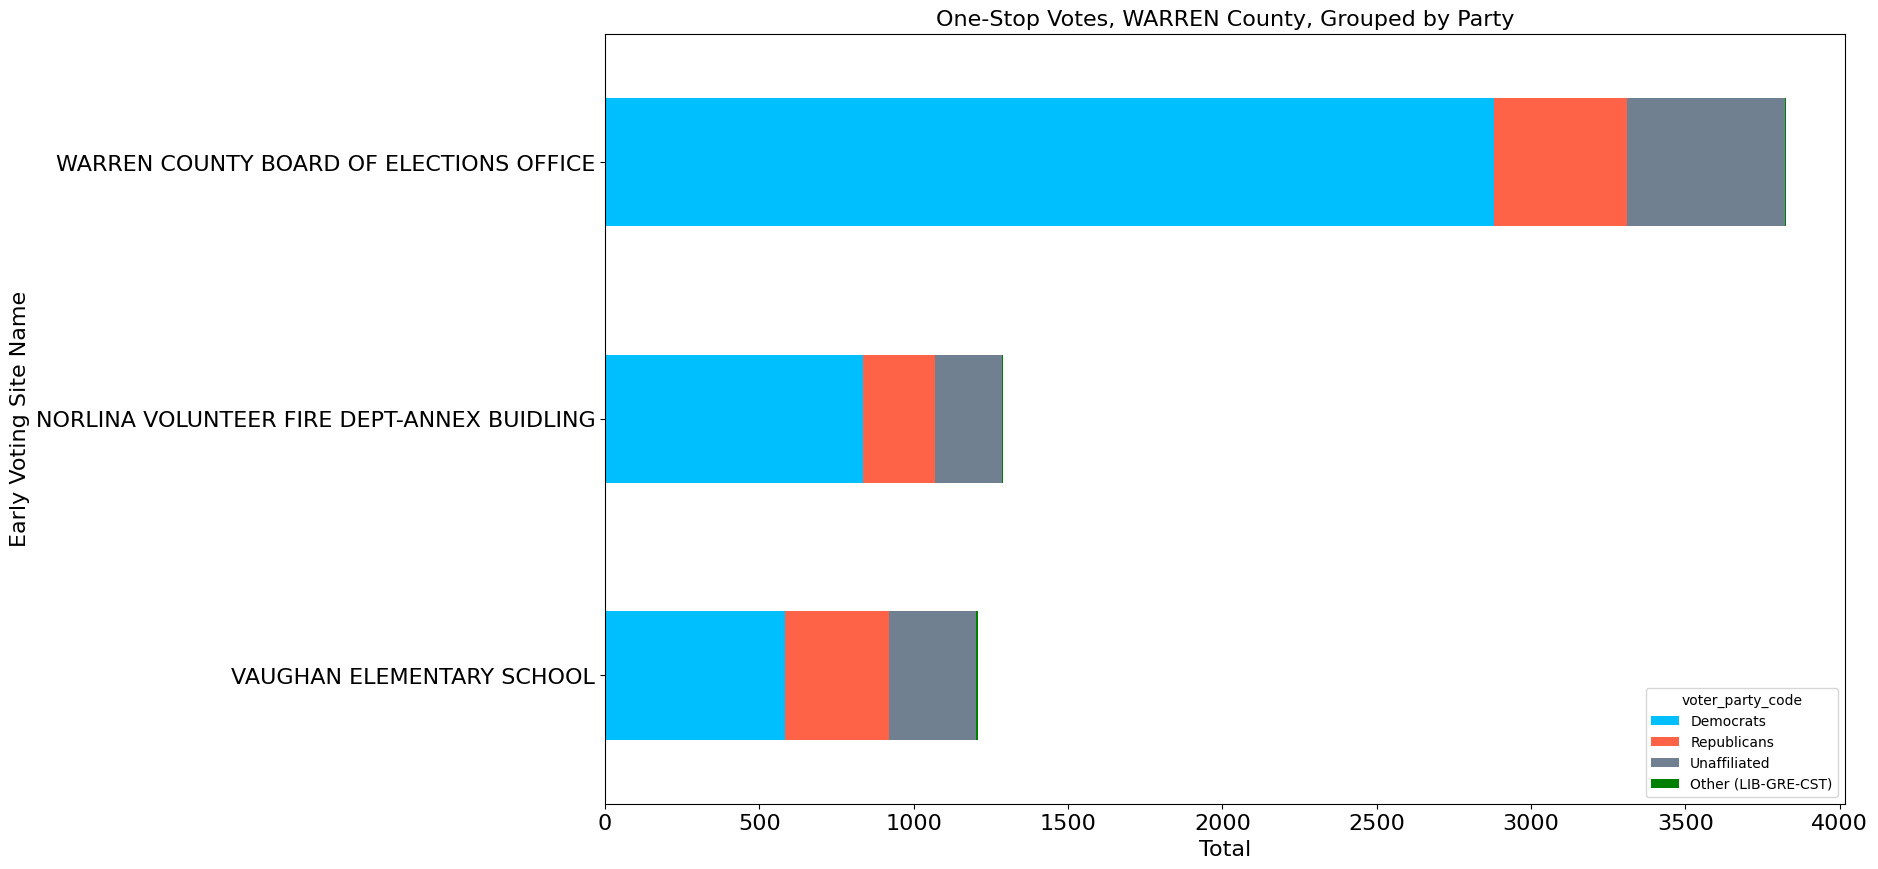 One-Stop Votes, WARREN County, Grouped by Party
Early Voting Site Name
WARREN COUNTY BOARD OF ELECTIONS OFFICE
NORLINA VOLUNTEER FIRE DEPT-ANNEX BUIDLING
VAUGHAN ELEMENTARY SCHOOL
voter_party_code
Democrats
Republicans
Unaffiliated
Other (LIB-GRE-CST)
0 500 1000 1500 2000 2500 3000 3500 4000
Total